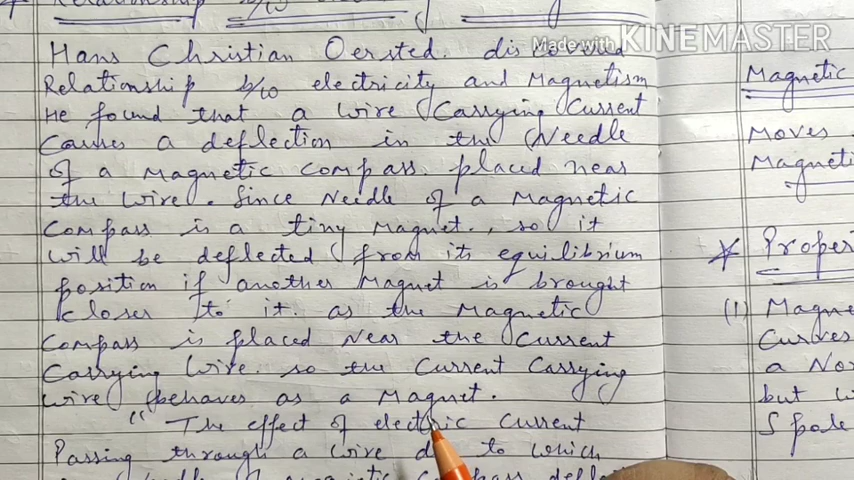 Relationship b/w
Hans Christian Oersted. discovered
Made with KINEMASTER
Relationship b/w electricity and Magnetism
He found that a wire Carrying Current
Causes a deflection in the Needle
of a Magnetic Compass. placed near
the wire. Since Needle of a Magnetic
Compass is a tiny Magnet., so it
will be deflected from its equilibrium
position if another Magnet is brought
closer to it. as the Magnetic
Compass is placed Near the Current
Carrying wire. so the Current Carrying
wire behaves as a Magnet.
"The effect of electric Current
Passing through a wire due to which
Compass
Magnetic
Moves
Magneti
* Proper
(1) Magne
Curves
a No
but
S pole